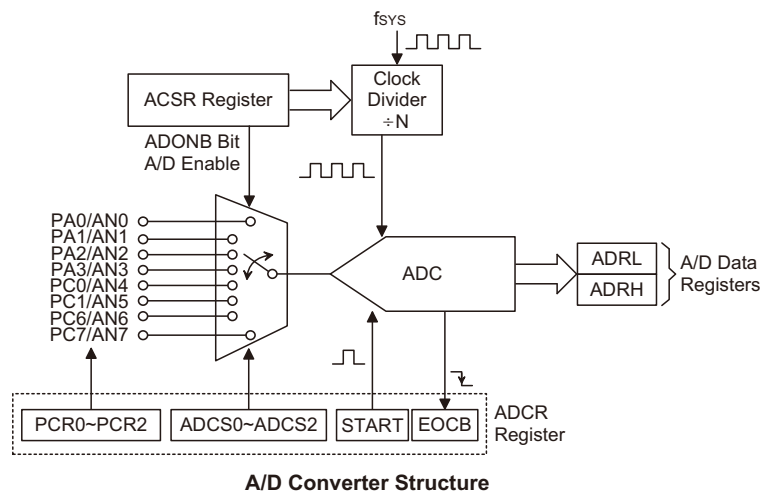 fSYS
ACSR Register
Clock
Divider
÷N
ADONB Bit
A/D Enable
PA0/AN0
PA1/AN1
PA2/AN2
PA3/AN3
PC0/AN4
PC1/AN5
PC6/AN6
PC7/AN7
ADC
ADRL
ADRH
A/D Data
Registers
PCR0~PCR2
ADCS0~ADCS2
START
EOCB
ADCR
Register
A/D Converter Structure